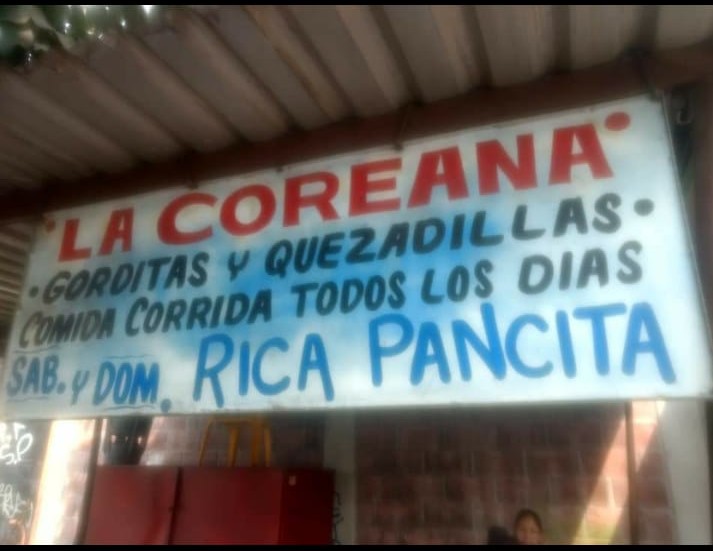 LA COREANA
• GORDITAS Y QUEZADILLAS •
COMIDA CORRIDA TODOS LOS DIAS
SAB. Y DOM. RICA PANCITA